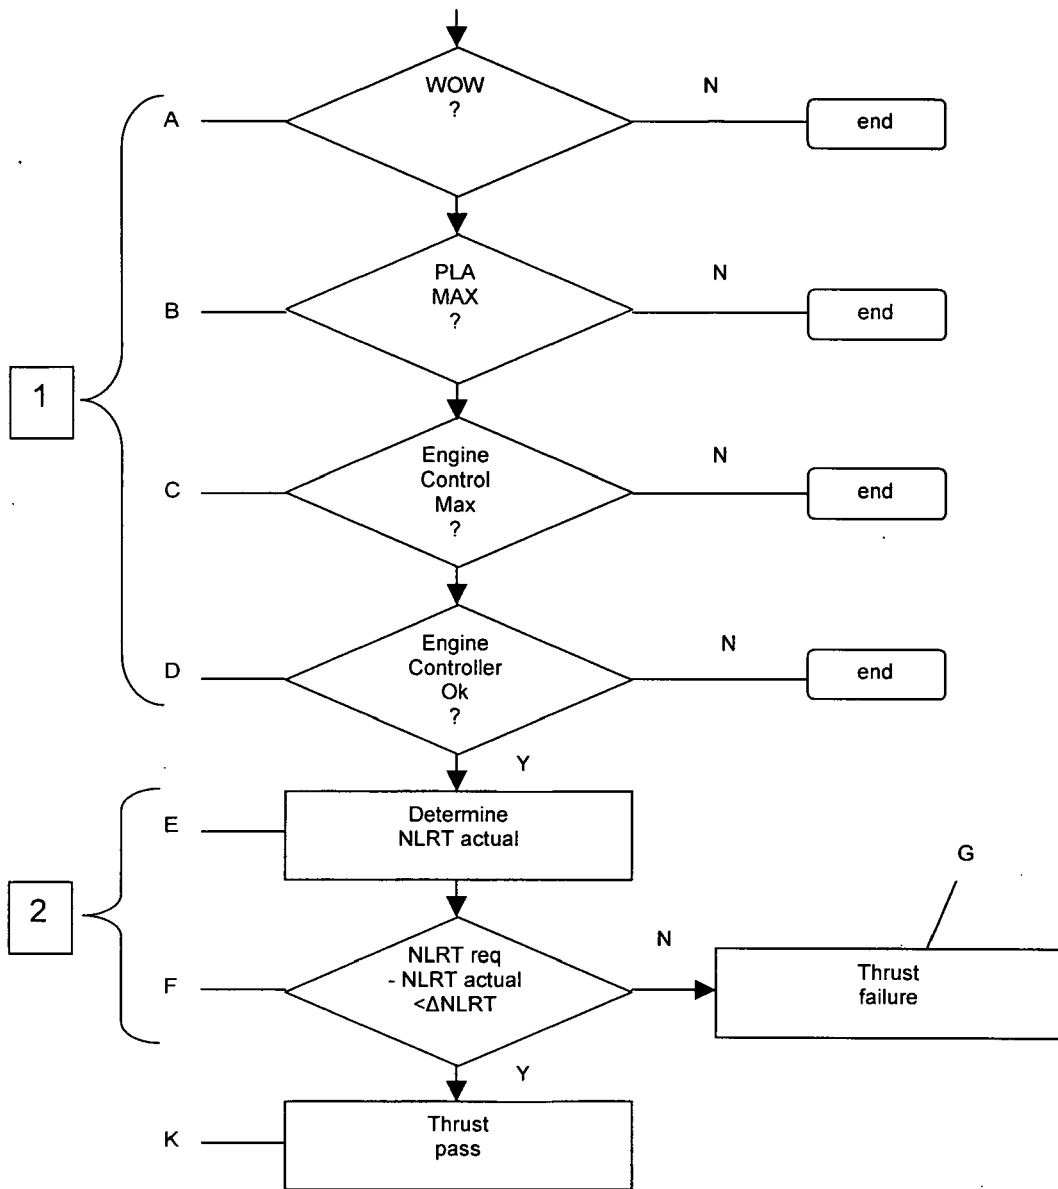 WOW
?
N
A
end
PLA
MAX
?
N
B
end
1
Engine
Control
Max
?
N
C
end
Engine
Controller
Ok
?
N
D
end
Y
Determine
NLRT actual
E
G
2
NLRT req
- NLRT actual
<ΔNLRT
N
F
Thrust
failure
Y
Thrust
pass
K